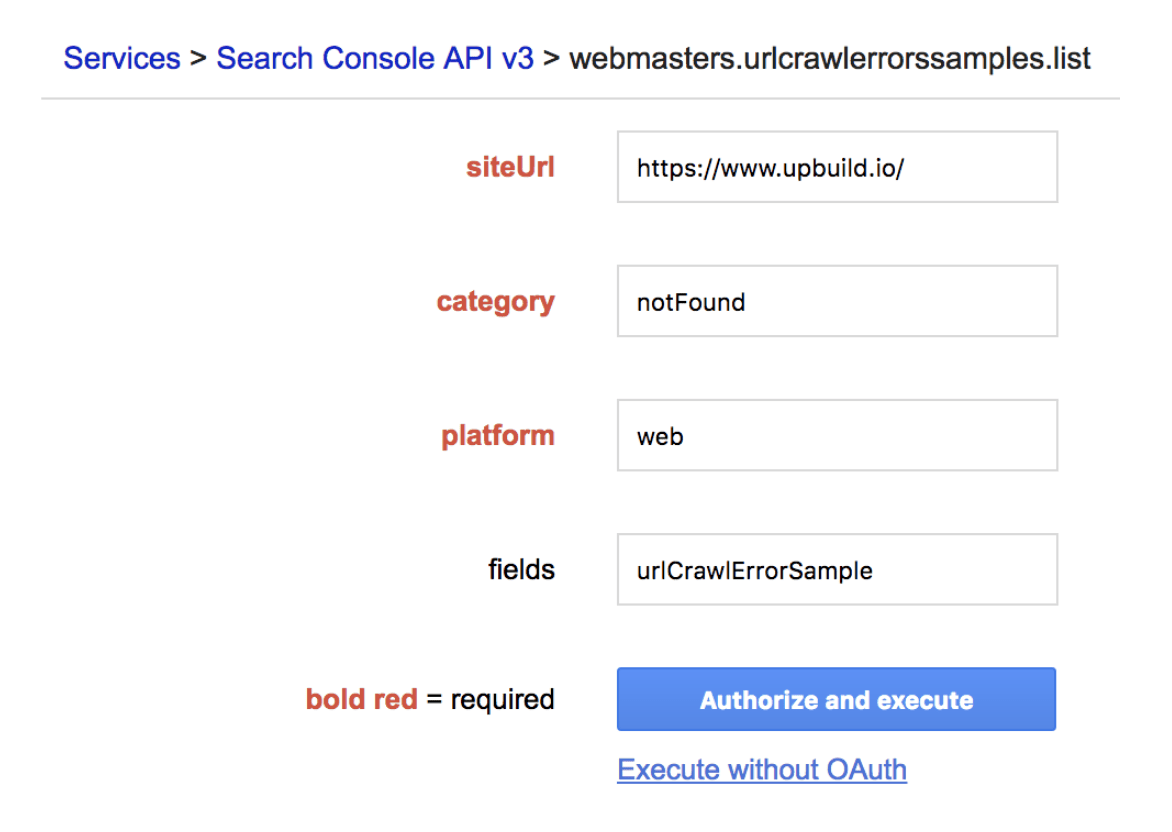 Services > Search Console API v3 > webmasters.urlcrawlerrorssamples.list
siteUrl https://www.upbuild.io/
category notFound
platform web
fields urlCrawlErrorSample
bold red = required Authorize and execute
Execute without OAuth